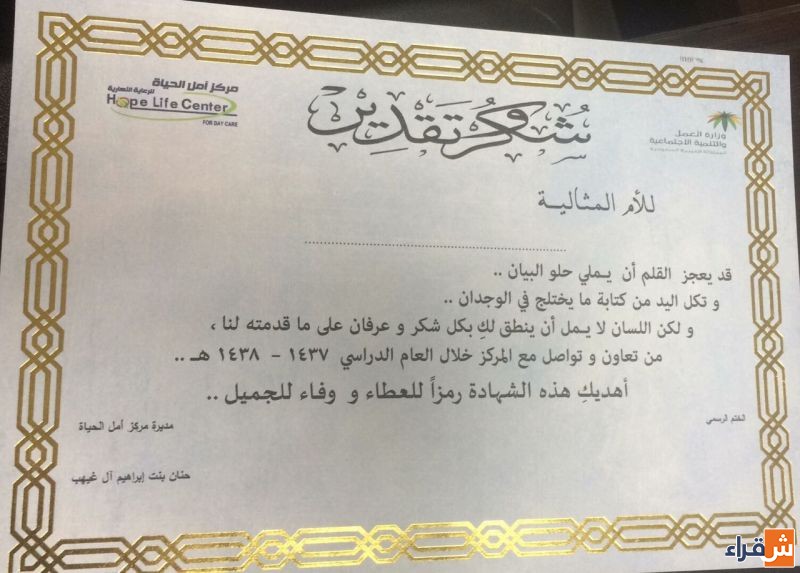 مركز أمل الحياة
للرعاية النهارية
Hope Life Center
FOR DAY CARE
شكر وتقدير
وزارة العمل
والتنمية الاجتماعية
المملكة العربية السعودية
للأم المثالية
......................................................................
قد يعجز القلم أن يملي حلو البيان ..
و تكل اليد من كتابة ما يختلج في الوجدان ..
و لكن اللسان لا يمل أن ينطق لكِ بكل شكر و عرفان على ما قدمته لنا ،
من تعاون و تواصل مع المركز خلال العام الدراسي ١٤٣٧ - ١٤٣٨ هـ ..
أهديكِ هذه الشهادة رمزاً للعطاء و وفاء للجميل ..
الختم الرسمي
مديرة مركز أمل الحياة
حنان بنت إبراهيم آل غيهب
شقراء